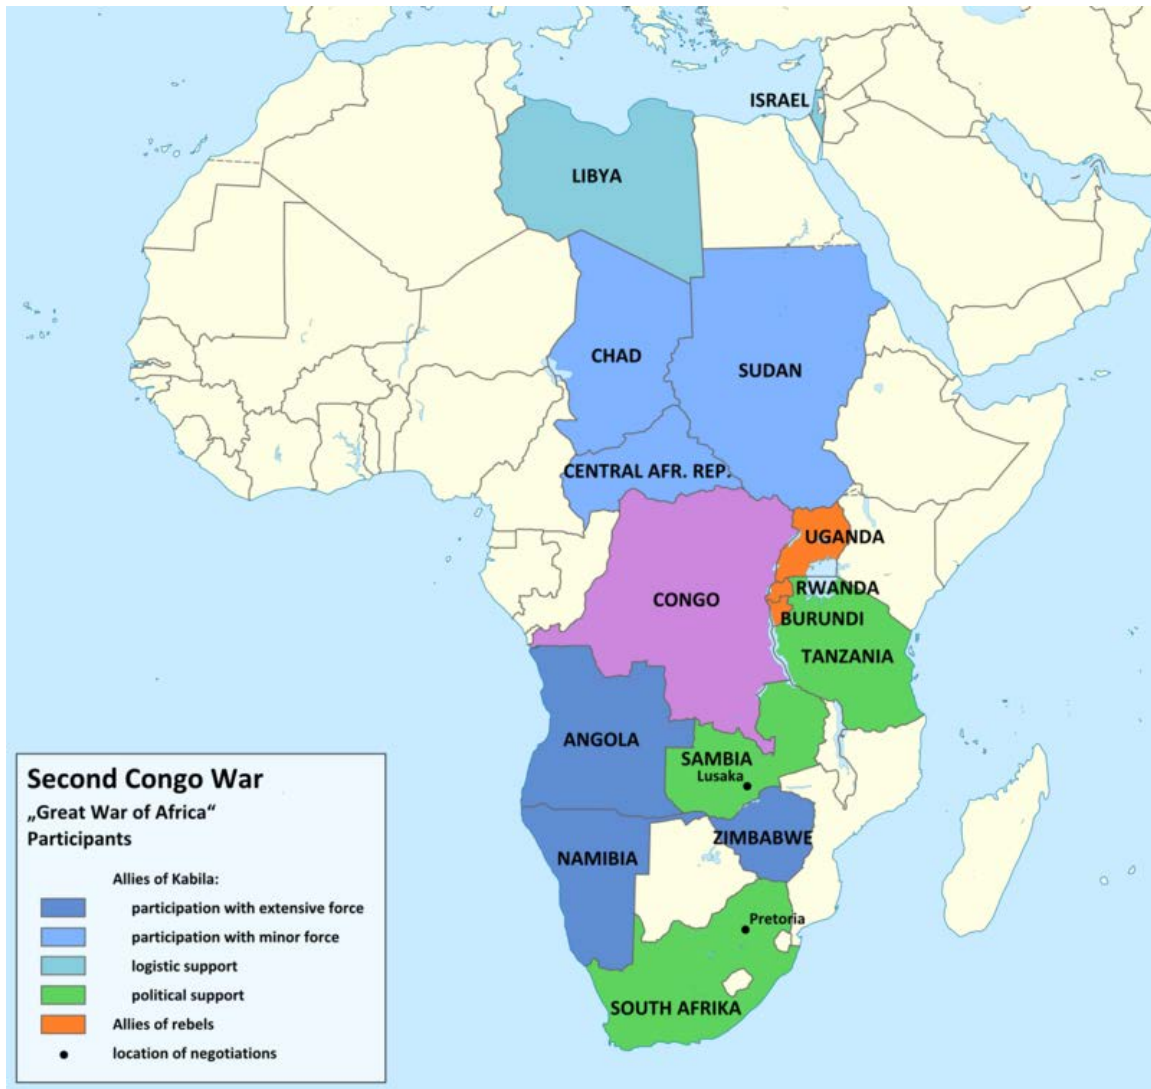 ISRAEL
LIBYA
CHAD
SUDAN
CENTRAL AFR. REP.
UGANDA
RWANDA
CONGO
BURUNDI
TANZANIA
ANGOLA
SAMBIA
Lusaka
ZIMBABWE
NAMIBIA
Pretoria
SOUTH AFRIKA
Second Congo War
„Great War of Africa“
Participants
Allies of Kabila:
participation with extensive force
participation with minor force
logistic support
political support
Allies of rebels
location of negotiations